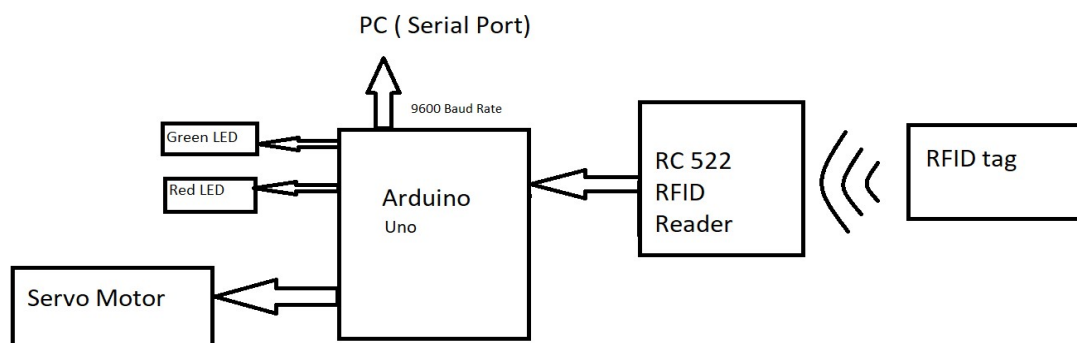 PC ( Serial Port)
9600 Baud Rate
Green LED
Red LED
Arduino
Uno
Servo Motor
RC 522
RFID
Reader
RFID tag